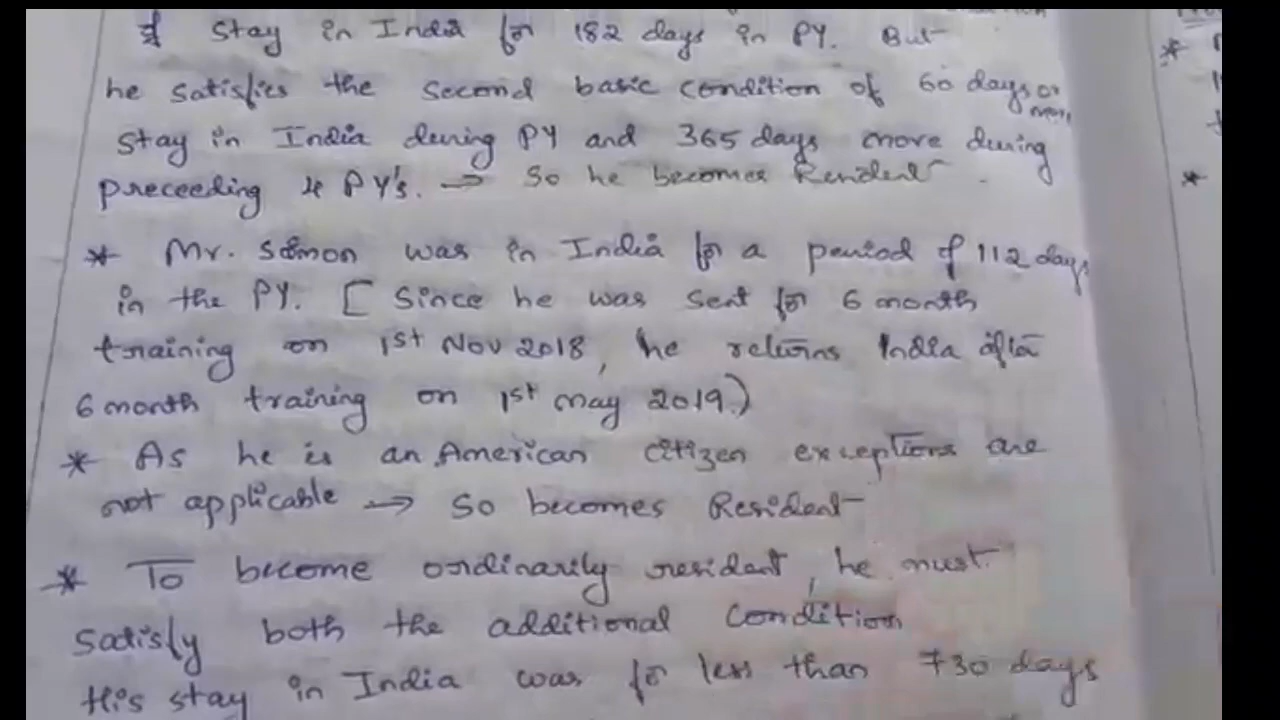 stay in India for 182 days in PY. But
he satisfies the second basic condition of 60 days or more
stay in India during PY and 365 days more during
preceeding 4 PY's. → So he becomes Resident.
* Mr. Simon was in India for a period of 112 days
in the PY. [ Since he was sent for 6 month
training on 1st Nov 2018, he returns India after
6 month training on 1st may 2019.)
* As he is an American citizen exceptions are
not applicable → So becomes Resident
* To become ordinarily resident, he must
Satisfy both the additional condition
His stay in India was for less than 730 days